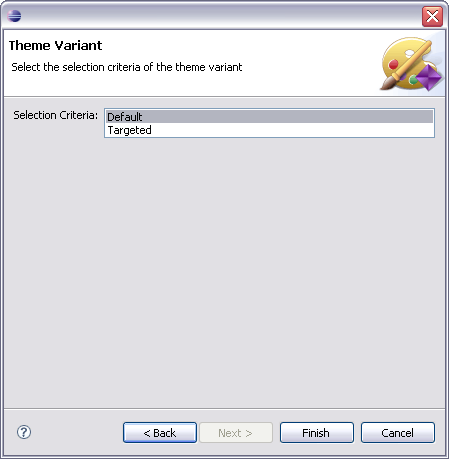 Theme Variant
Select the selection criteria of the theme variant
Selection Criteria:
Default
Targeted
?
< Back
Next >
Finish
Cancel